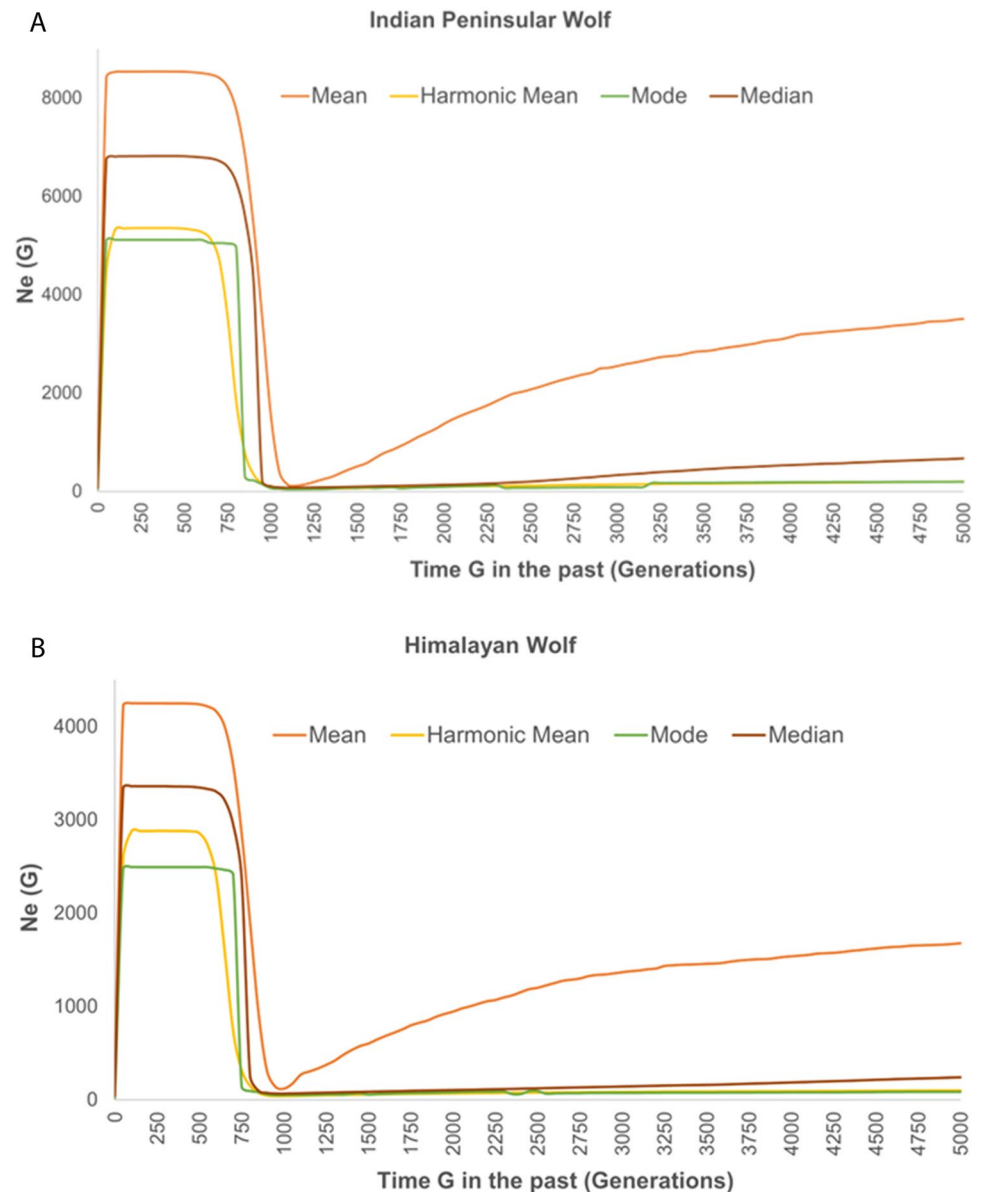 A
Indian Peninsular Wolf
Mean Harmonic Mean Mode Median
8000
6000
4000
2000
0
Ne (G)
0 250 500 750 1000 1250 1500 1750 2000 2250 2500 2750 3000 3250 3500 3750 4000 4250 4500 4750 5000
Time G in the past (Generations)
B
Himalayan Wolf
Mean Harmonic Mean Mode Median
4000
3000
2000
1000
0
Ne (G)
0 250 500 750 1000 1250 1500 1750 2000 2250 2500 2750 3000 3250 3500 3750 4000 4250 4500 4750 5000
Time G in the past (Generations)